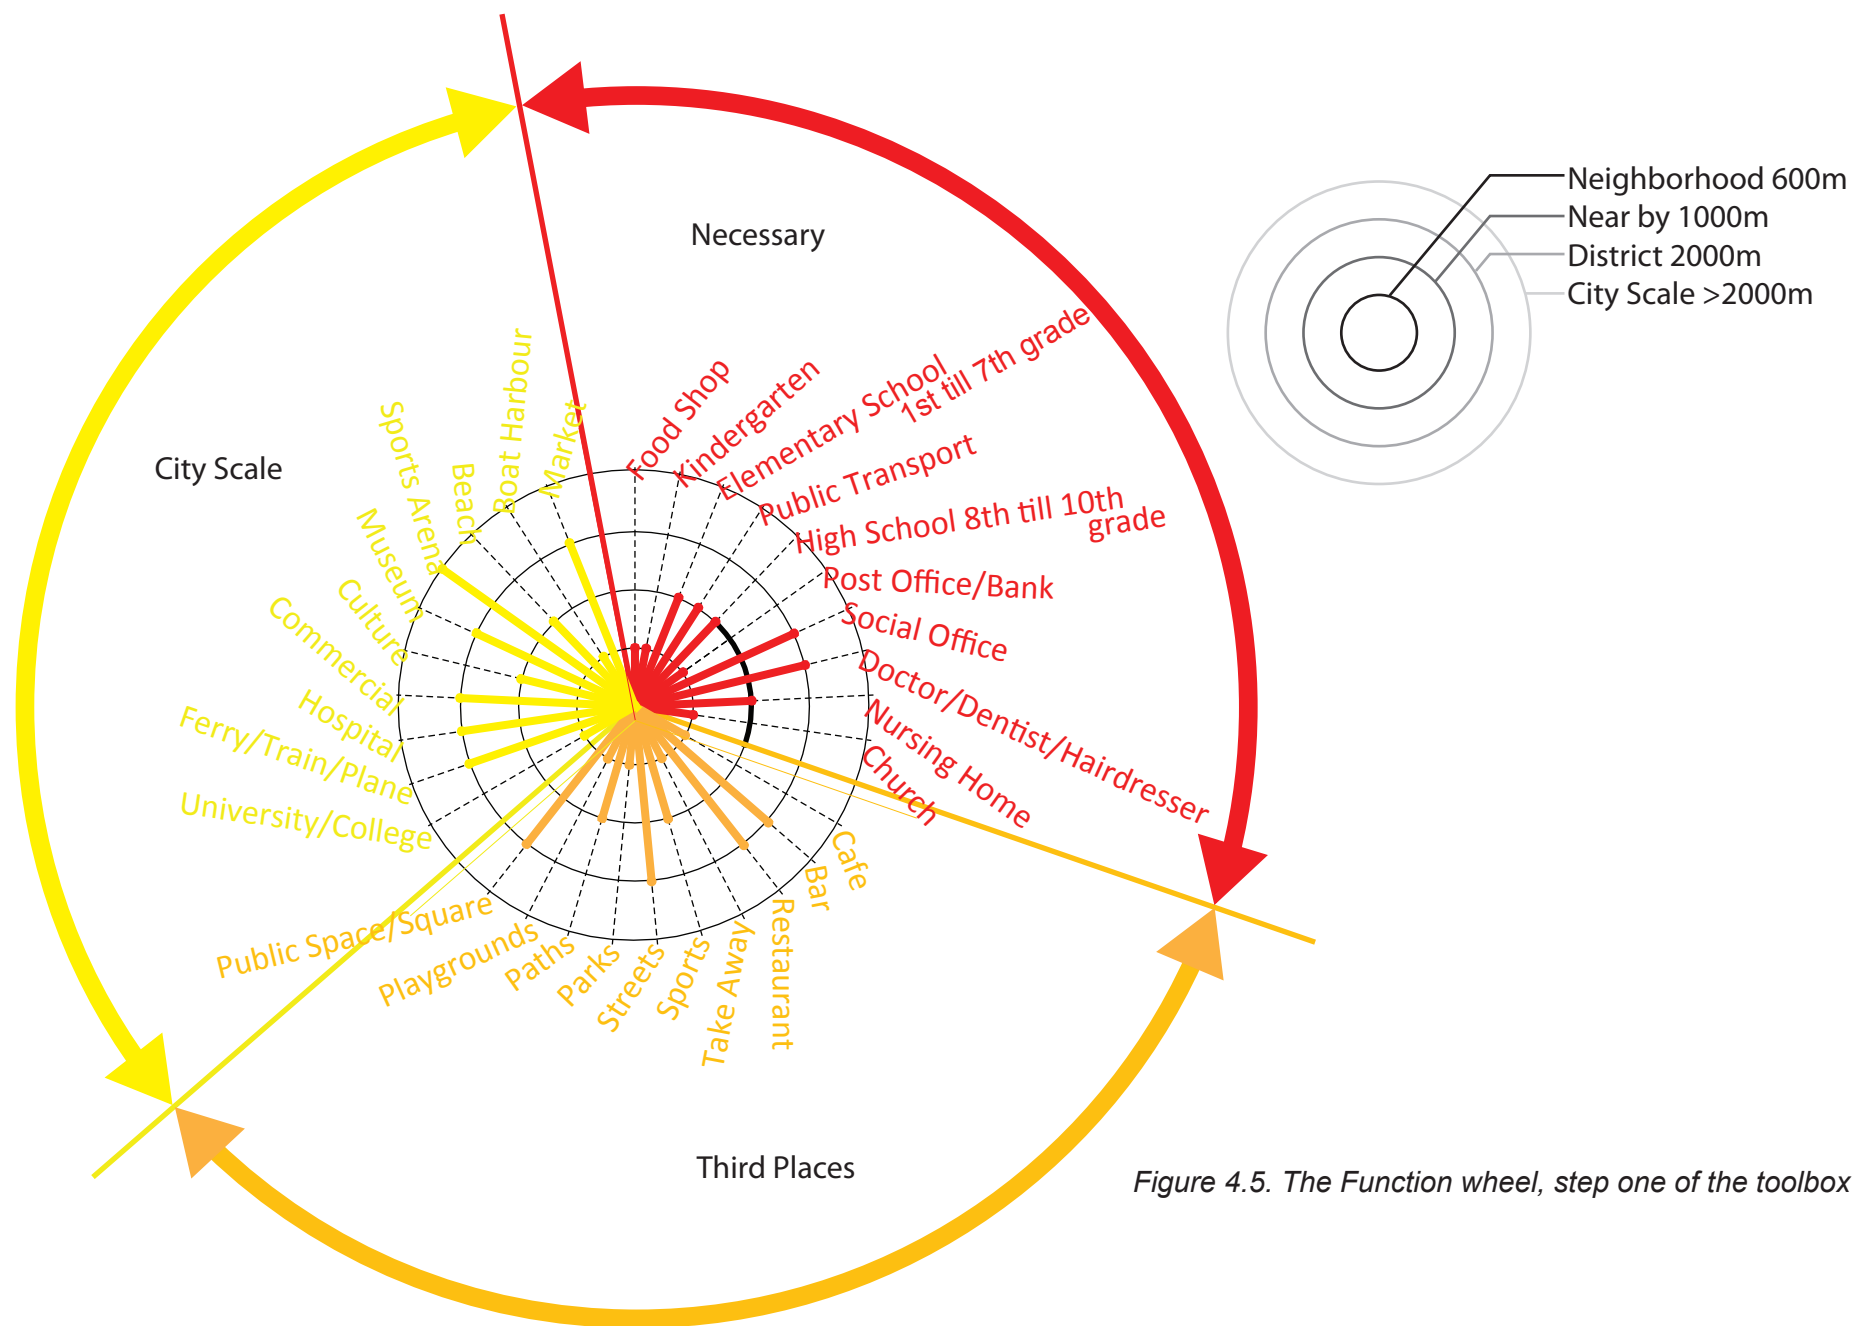 Necessary
City Scale
Third Places
Neighborhood 600m
Near by 1000m
District 2000m
City Scale >2000m
Food Shop
Kindergarten
Elementary School
1st till 7th grade
Public Transport
High School 8th till 10th
grade
Post Office/Bank
Social Office
Doctor/Dentist/Hairdresser
Nursing Home
Church
Cafe
Bar
Restaurant
Take Away
Sports
Streets
Parks
Paths
Playgrounds
Public Space/Square
University/College
Ferry/Train/Plane
Hospital
Commercial
Culture
Museum
Sports Arena
Beach
Boat Harbour
Market
Figure 4.5. The Function wheel, step one of the toolbox